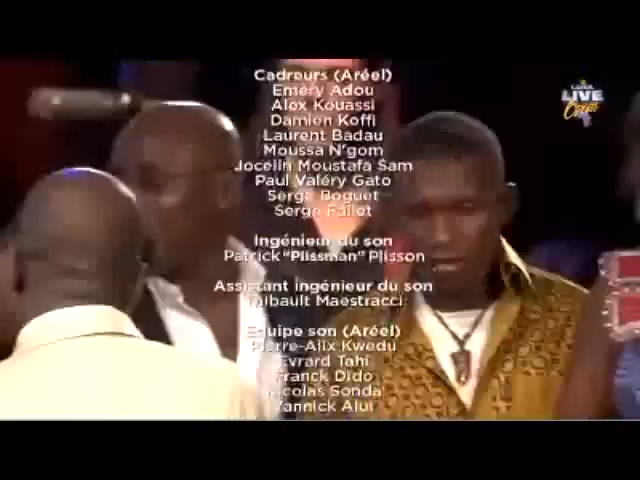 Cadreurs (Aréel)
Eméry Adou
Alex Kouassi
Damien Koffi
Laurent Badau
Moussa N'gom
Jocelin Moustafa Sam
Paul Valéry Gato
Serge Boguet
Serge Fallet
Ingénieur du son
Patrick "Plissman" Plisson
Assistant ingénieur du son
Thibault Maestracci
Equipe son (Aréel)
Pierre-Alix Kwedu
Evrard Tahi
Franck Dido
Nicolas Sonda
Yannick Alui
LIVE